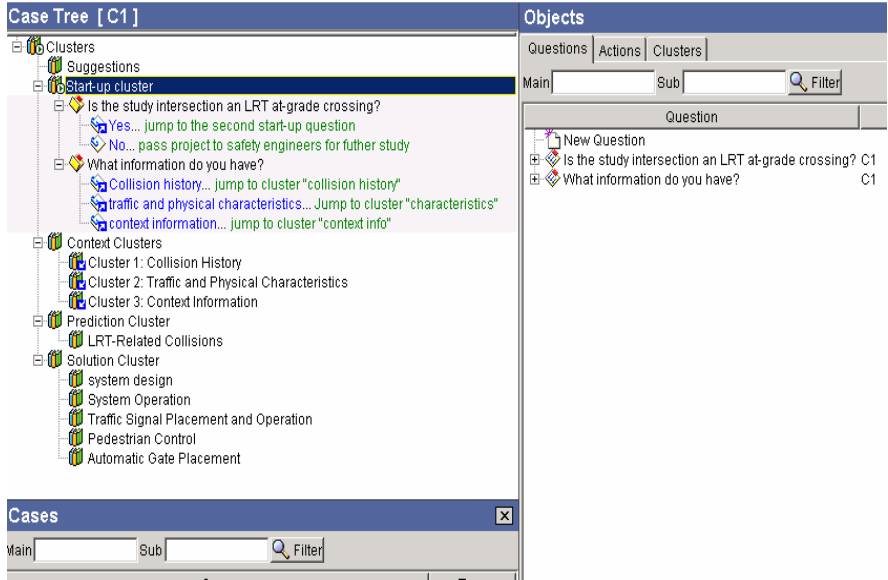 Case Tree [ C1 ]
Clusters
Suggestions
Start-up cluster
Is the study intersection an LRT at-grade crossing?
Yes... jump to the second start-up question
No... pass project to safety engineers for futher study
What information do you have?
Collision history... jump to cluster "collision history"
traffic and physical characteristics... Jump to cluster "characteristics"
context information... jump to cluster "context info"
Context Clusters
Cluster 1: Collision History
Cluster 2: Traffic and Physical Characteristics
Cluster 3: Context Information
Prediction Cluster
LRT-Related Collisions
Solution Cluster
system design
System Operation
Traffic Signal Placement and Operation
Pedestrian Control
Automatic Gate Placement
Cases
Main Sub Filter
Objects
Questions Actions Clusters
Main Sub Filter
Question
New Question
Is the study intersection an LRT at-grade crossing? C1
What information do you have? C1